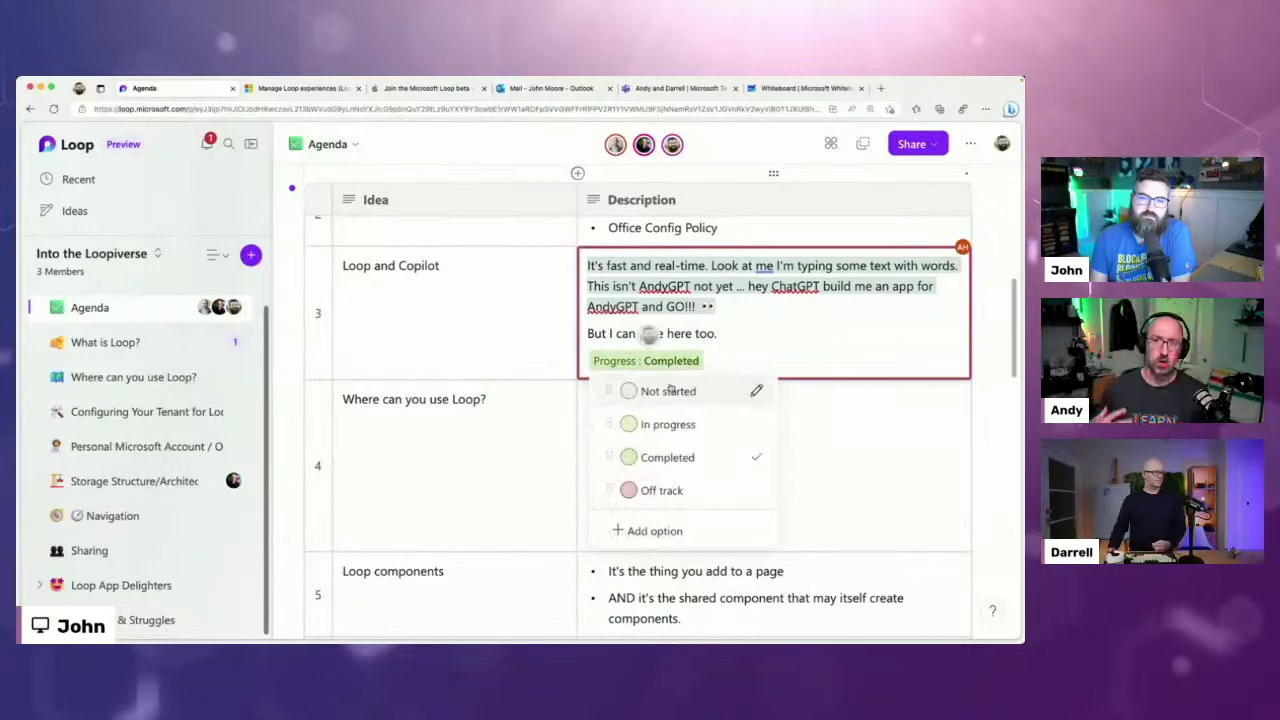 Agenda
Manage Loop experiences (Loo
Join the Microsoft Loop beta -
Mail - John Moore - Outlook
Andy and Darrell | Microsoft Te
Whiteboard | Microsoft Whiteb
Loop Preview
1
Agenda
Share
Recent
Ideas
Into the Loopiverse
3 Members
Agenda
What is Loop?
1
Where can you use Loop?
Configuring Your Tenant for Loc
Personal Microsoft Account / O
Storage Structure/Architec
Navigation
Sharing
Loop App Delighters
& Struggles
Idea
Description
2
Office Config Policy
AH
3
Loop and Copilot
It's fast and real-time. Look at me I'm typing some text with words.
This isn't AndyGPT not yet ... hey ChatGPT build me an app for
AndyGPT and GO!!! 👀
But I can here too.
Progress : Completed
Not started
In progress
Completed
Off track
+ Add option
4
Where can you use Loop?
5
Loop components
• It's the thing you add to a page
• AND it's the shared component that may itself create
components.
?
John
John
Andy
LEARN
Darrell